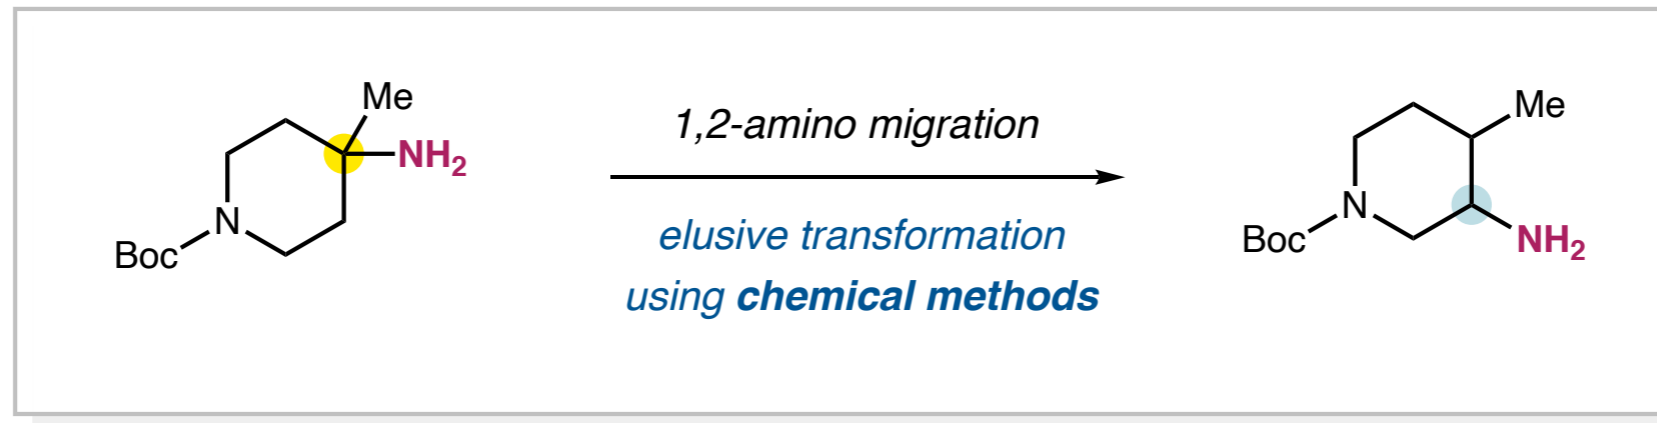 Me
NH2
N
Boc
1,2-amino migration
elusive transformation
using chemical methods
Me
N
Boc
NH2